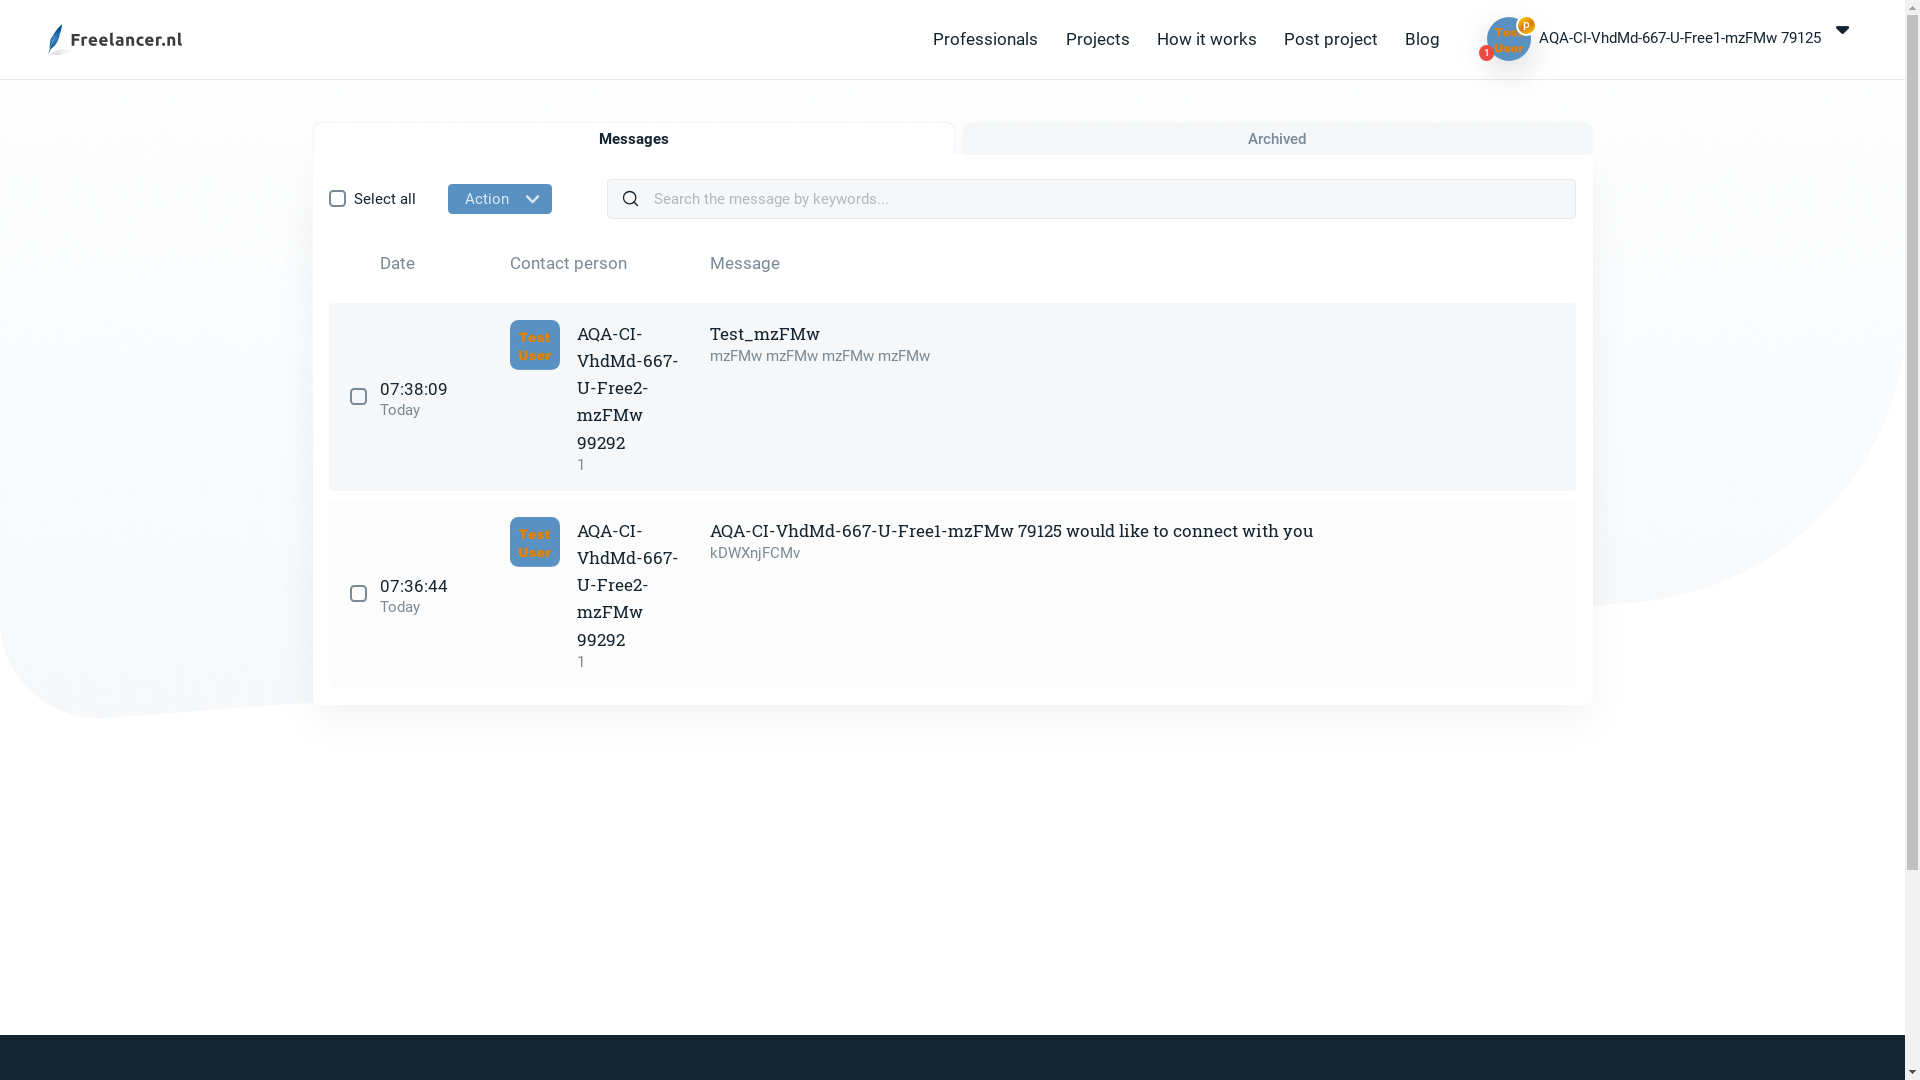 Freelancer.nl
Professionals
Projects
How it works
Post project
Blog
Test
User
p
1
AQA-CI-VhdMd-667-U-Free1-mzFMw 79125
Messages
Archived
Select all
Action
Search the message by keywords...
Date
Contact person
Message
07:38:09
Today
Test
User
AQA-CI-
VhdMd-667-
U-Free2-
mzFMw
99292
1
Test_mzFMw
mzFMw mzFMw mzFMw mzFMw
07:36:44
Today
Test
User
AQA-CI-
VhdMd-667-
U-Free2-
mzFMw
99292
1
AQA-CI-VhdMd-667-U-Free1-mzFMw 79125 would like to connect with you
kDWXnjFCMv